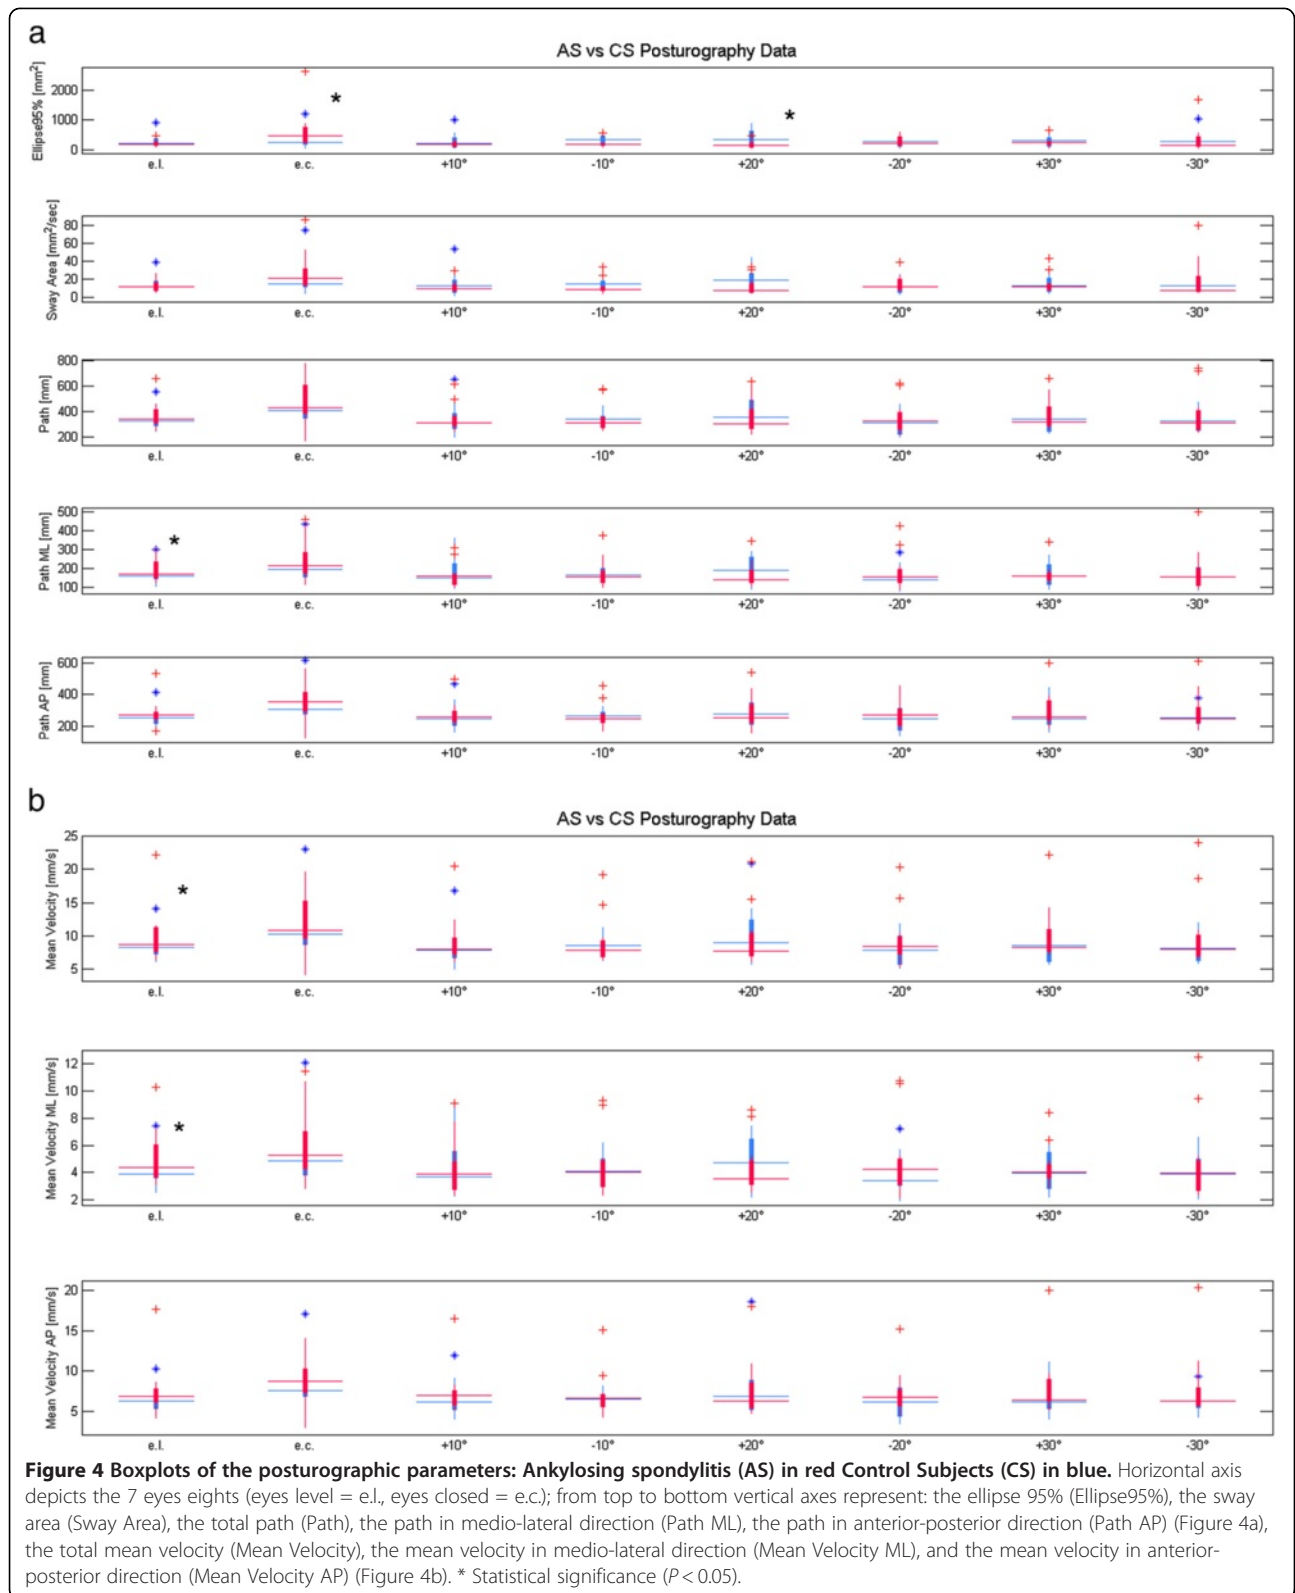 a
AS vs CS Posturography Data
Ellipse95% [mm²]
2000
1000
0
*
*
e.l. e.c. +10° -10° +20° -20° +30° -30°
Sway Area [mm²/sec]
80
60
40
20
0
e.l. e.c. +10° -10° +20° -20° +30° -30°
Path [mm]
800
600
400
200
e.l. e.c. +10° -10° +20° -20° +30° -30°
Path ML [mm]
500
400
300
200
100
*
e.l. e.c. +10° -10° +20° -20° +30° -30°
Path AP [mm]
600
400
200
e.l. e.c. +10° -10° +20° -20° +30° -30°
b
AS vs CS Posturography Data
Mean Velocity [mm/s]
25
20
15
10
5
*
e.l. e.c. +10° -10° +20° -20° +30° -30°
Mean Velocity ML [mm/s]
12
10
8
6
4
2
*
e.l. e.c. +10° -10° +20° -20° +30° -30°
Mean Velocity AP [mm/s]
20
15
10
5
e.l. e.c. +10° -10° +20° -20° +30° -30°
Figure 4 Boxplots of the posturographic parameters: Ankylosing spondylitis (AS) in red Control Subjects (CS) in blue. Horizontal axis
depicts the 7 eyes eights (eyes level = e.l., eyes closed = e.c.); from top to bottom vertical axes represent: the ellipse 95% (Ellipse95%), the sway
area (Sway Area), the total path (Path), the path in medio-lateral direction (Path ML), the path in anterior-posterior direction (Path AP) (Figure 4a),
the total mean velocity (Mean Velocity), the mean velocity in medio-lateral direction (Mean Velocity ML), and the mean velocity in anterior-
posterior direction (Mean Velocity AP) (Figure 4b). * Statistical significance (P < 0.05).